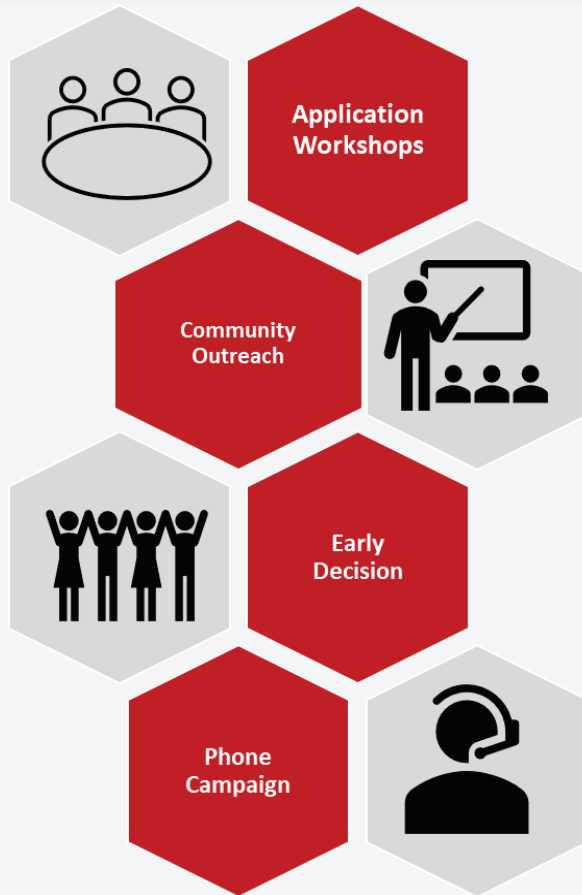 Application
Workshops
Community
Outreach
Early
Decision
Phone
Campaign